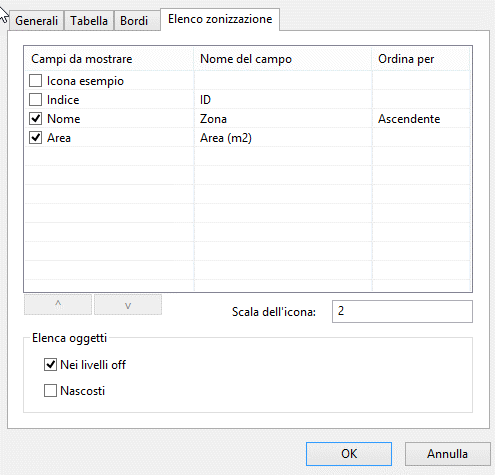 Generali Tabella Bordi Elenco zonizzazione
Campi da mostrare Nome del campo Ordina per
Icona esempio
Indice ID
Nome Zona Ascendente
Area Area (m2)
^ v
Scala dell'icona: 2
Elenca oggetti
Nei livelli off
Nascosti
OK Annulla